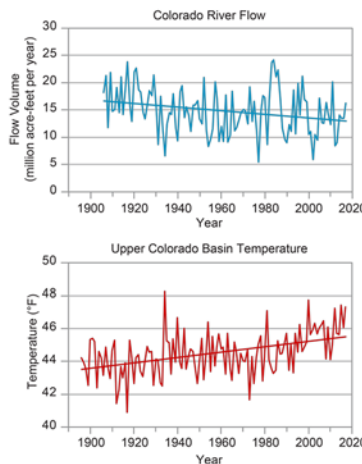 Colorado River Flow
30
25
20
15
10
5
0
Flow Volume
(million acre-feet per year)
1900 1920 1940 1960 1980 2000 2020
Year
Upper Colorado Basin Temperature
50
48
46
44
42
40
Temperature (°F)
1900 1920 1940 1960 1980 2000 2020
Year